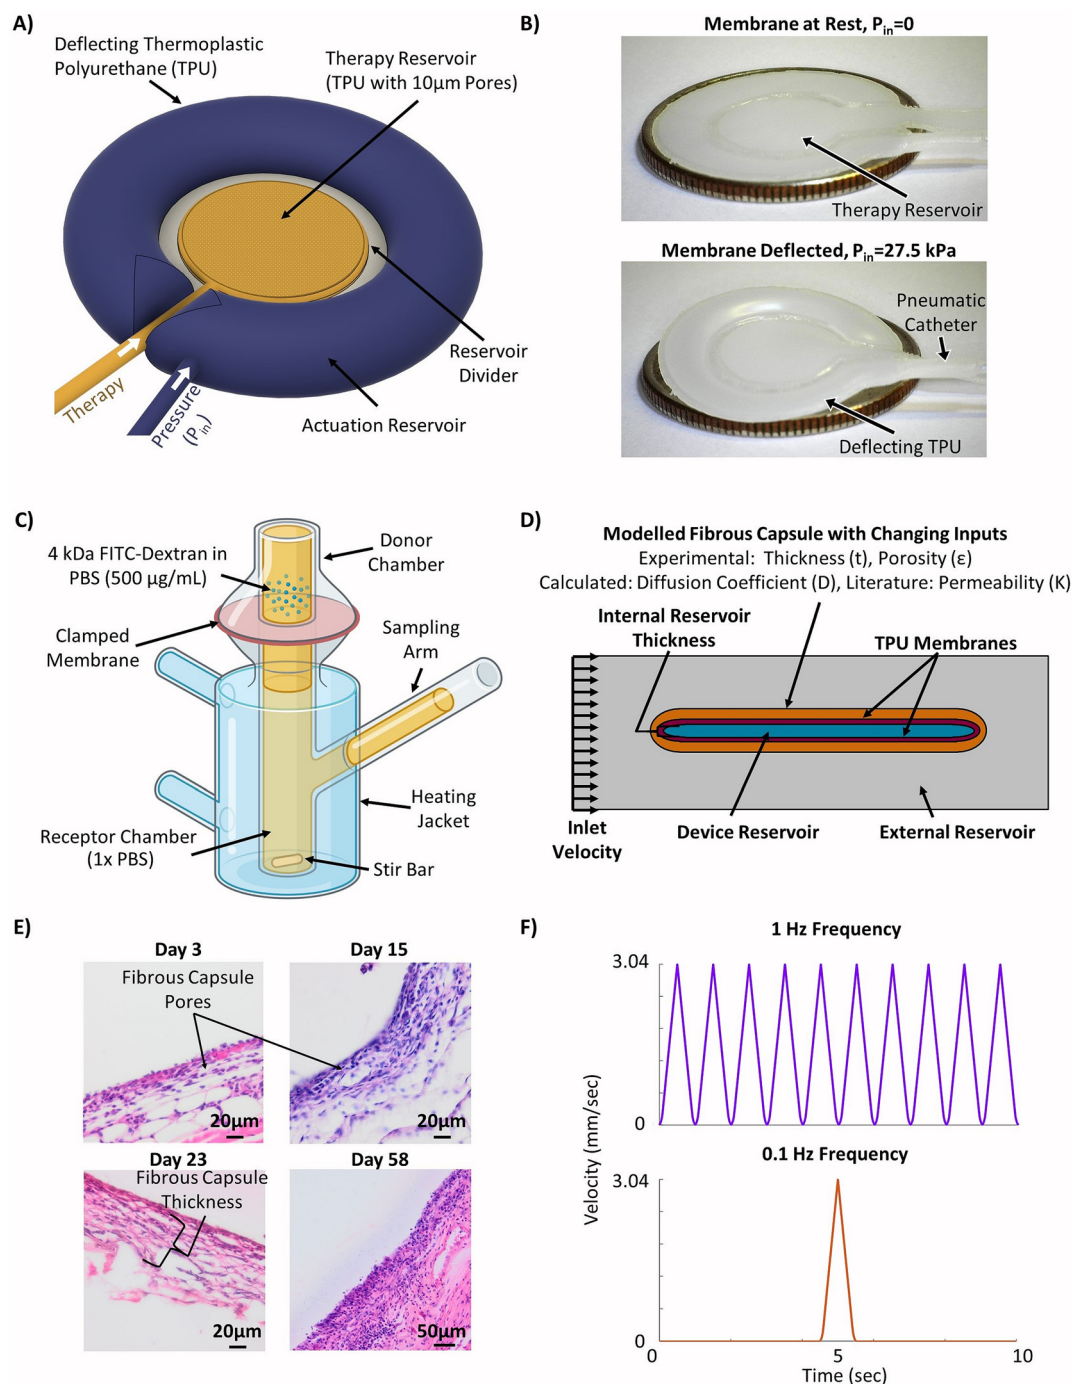 A)
Deflecting Thermoplastic
Polyurethane (TPU)
Therapy Reservoir
(TPU with 10µm Pores)
Reservoir
Divider
Actuation Reservoir
Therapy
Pressure
(Pin)
B)
Membrane at Rest, Pin=0
Therapy Reservoir
Membrane Deflected, Pin=27.5 kPa
Pneumatic
Catheter
Deflecting TPU
C)
4 kDa FITC-Dextran in
PBS (500 µg/mL)
Donor
Chamber
Clamped
Membrane
Sampling
Arm
Heating
Jacket
Receptor Chamber
(1x PBS)
Stir Bar
D)
Modelled Fibrous Capsule with Changing Inputs
Experimental: Thickness (t), Porosity (ε)
Calculated: Diffusion Coefficient (D), Literature: Permeability (K)
Internal Reservoir
Thickness
TPU Membranes
Inlet
Velocity
Device Reservoir
External Reservoir
E)
Day 3
Day 15
Fibrous Capsule
Pores
20µm
20µm
Day 23
Day 58
Fibrous Capsule
Thickness
20µm
50µm
F)
1 Hz Frequency
3.04
0
0.1 Hz Frequency
3.04
0
Velocity (mm/sec)
0
5
10
Time (sec)